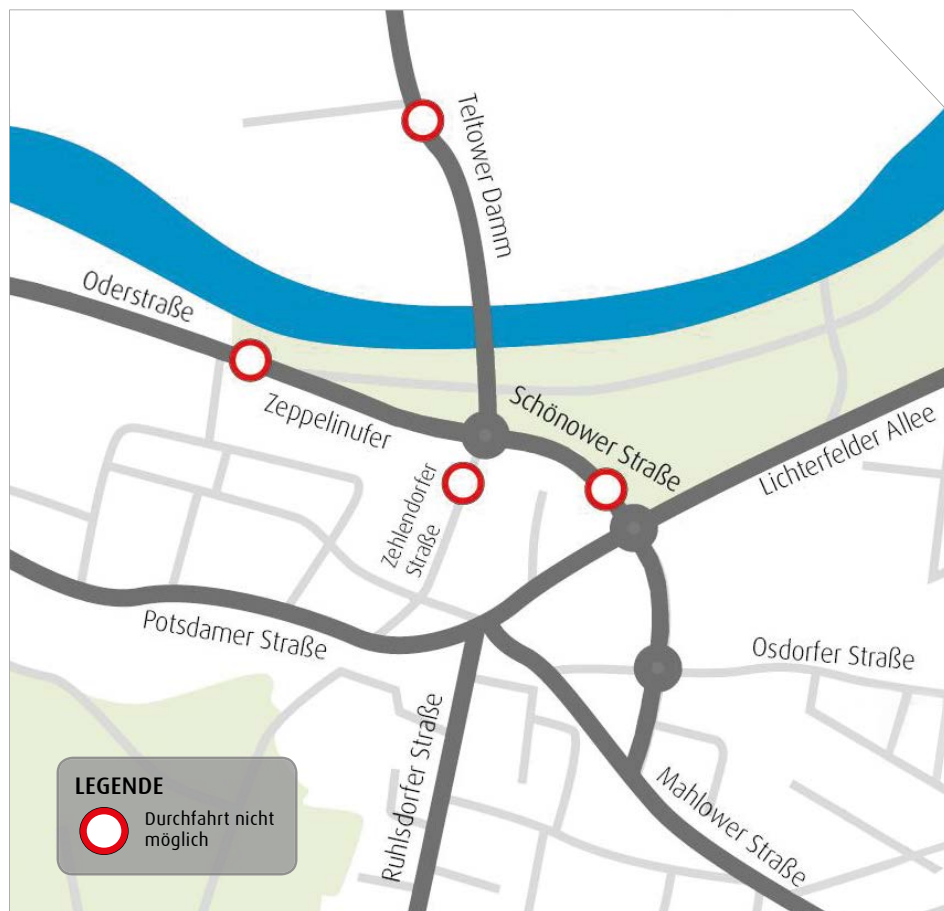 Teltower Damm
Oderstraße
Zeppelinufer
Schönower Straße
Lichterfelder Allee
Zehlendorfer
Straße
Potsdamer Straße
Osdorfer Straße
Ruhlsdorfer Straße
Mahlower Straße
LEGENDE
Durchfahrt nicht
möglich